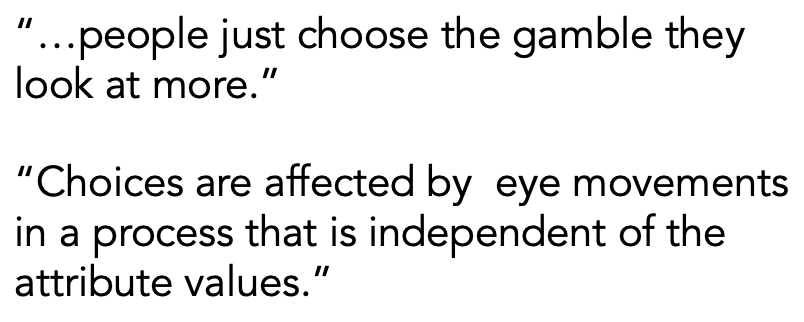 “…people just choose the gamble they
look at more.”
“Choices are affected by  eye movements
in a process that is independent of the
attribute values.”